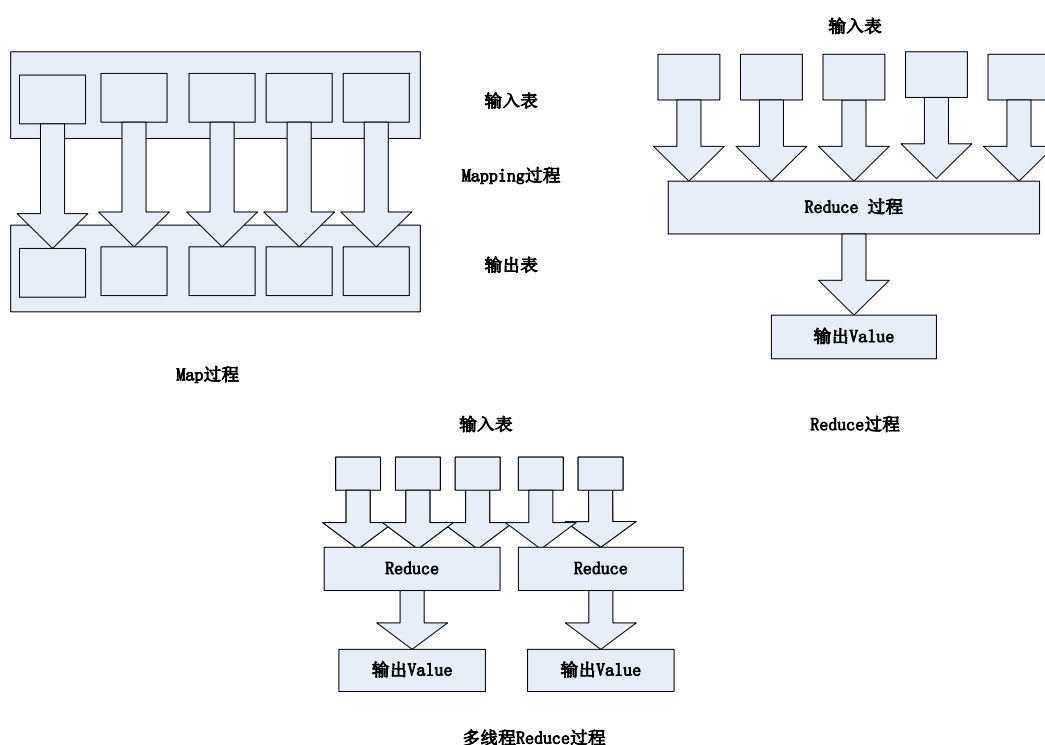 输入表
Mapping过程
输出表
Map过程
输入表
Reduce 过程
输出Value
Reduce过程
输入表
Reduce
Reduce
输出Value
输出Value
多线程Reduce过程